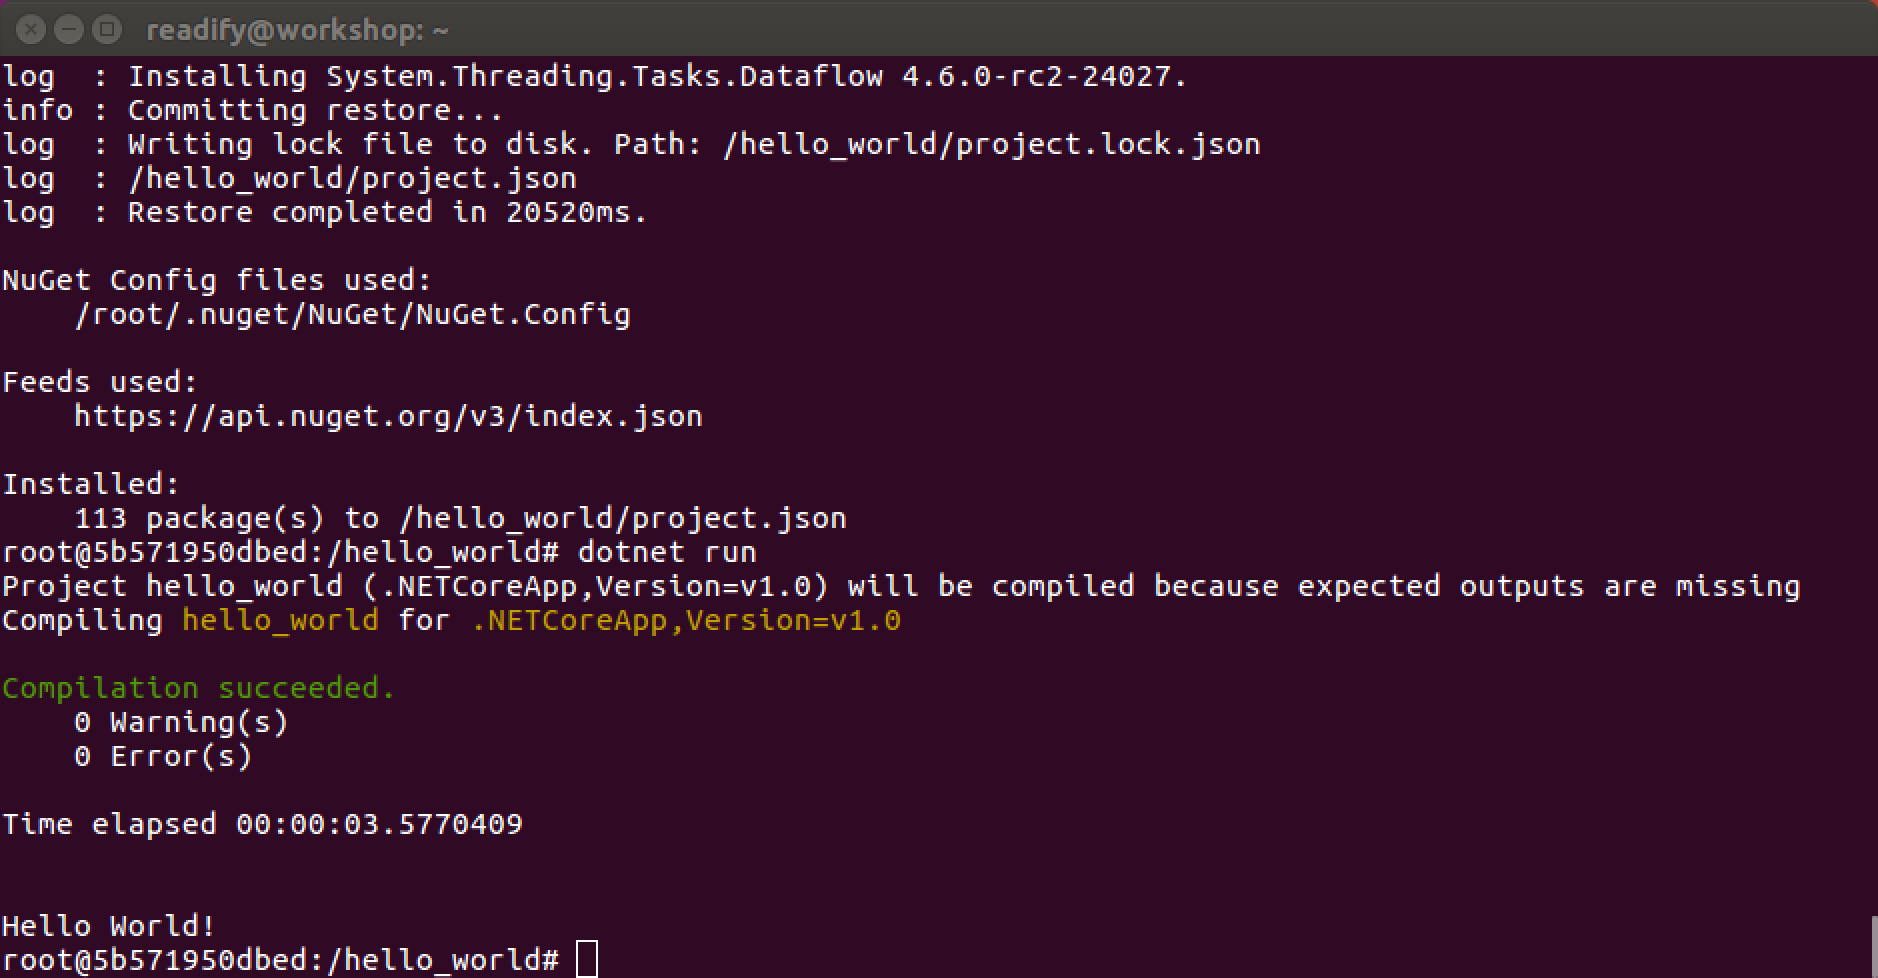 readify@workshop: ~
log  : Installing System.Threading.Tasks.Dataflow 4.6.0-rc2-24027.
info : Committing restore...
log  : Writing lock file to disk. Path: /hello_world/project.lock.json
log  : /hello_world/project.json
log  : Restore completed in 20520ms.

NuGet Config files used:
    /root/.nuget/NuGet/NuGet.Config

Feeds used:
    https://api.nuget.org/v3/index.json

Installed:
    113 package(s) to /hello_world/project.json
root@5b571950dbed:/hello_world# dotnet run
Project hello_world (.NETCoreApp,Version=v1.0) will be compiled because expected outputs are missing
Compiling hello_world for .NETCoreApp,Version=v1.0

Compilation succeeded.
    0 Warning(s)
    0 Error(s)

Time elapsed 00:00:03.5770409


Hello World!
root@5b571950dbed:/hello_world#